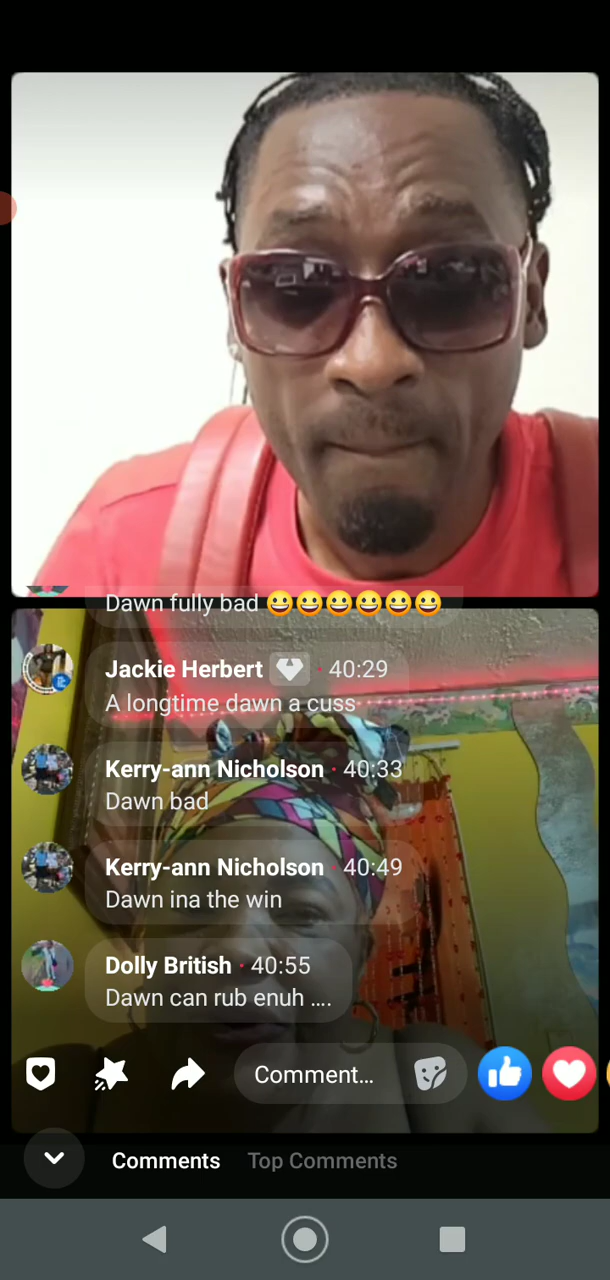 Dawn fully bad 😀😀😀😀😀😀
Jackie Herbert · 40:29
A longtime dawn a cuss
Kerry-ann Nicholson · 40:33
Dawn bad
Kerry-ann Nicholson · 40:49
Dawn ina the win
Dolly British · 40:55
Dawn can rub enuh ....
Comment...
Comments Top Comments